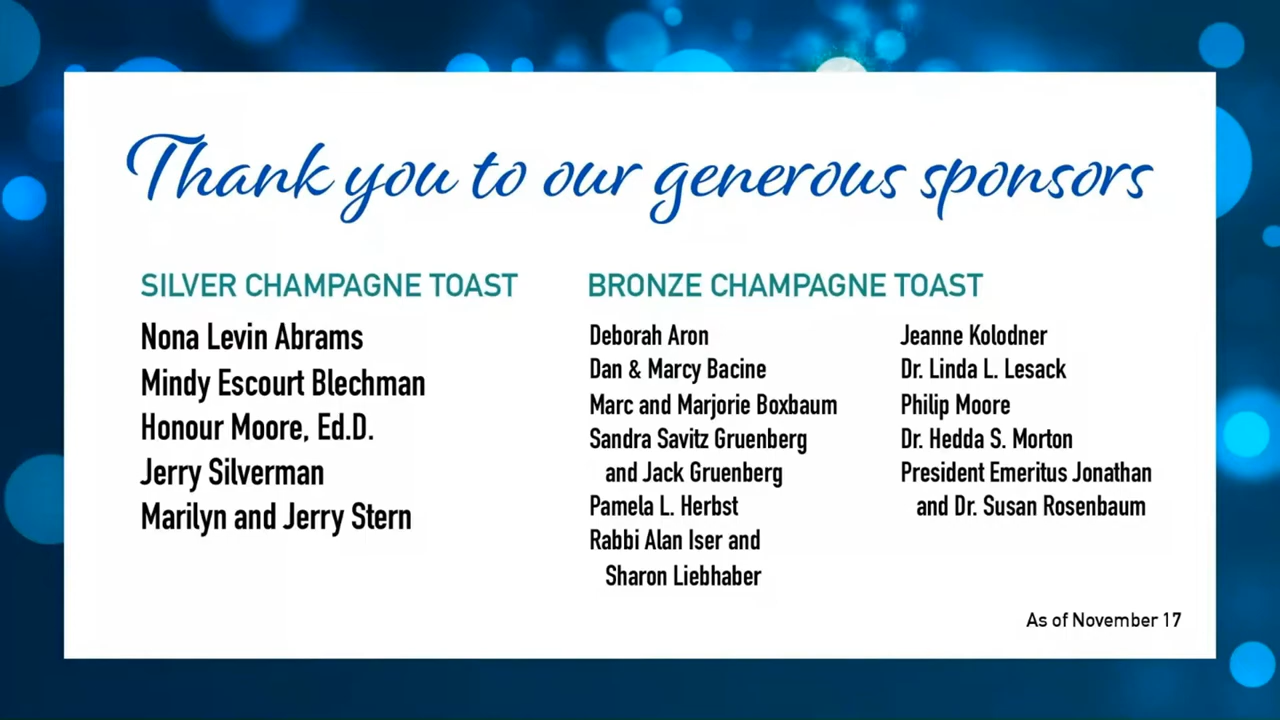 Thank you to our generous sponsors
SILVER CHAMPAGNE TOAST
Nona Levin Abrams
Mindy Escourt Blechman
Honour Moore, Ed.D.
Jerry Silverman
Marilyn and Jerry Stern
BRONZE CHAMPAGNE TOAST
Deborah Aron
Dan & Marcy Bacine
Marc and Marjorie Boxbaum
Sandra Savitz Gruenberg
and Jack Gruenberg
Pamela L. Herbst
Rabbi Alan Iser and
Sharon Liebhaber
Jeanne Kolodner
Dr. Linda L. Lesack
Philip Moore
Dr. Hedda S. Morton
President Emeritus Jonathan
and Dr. Susan Rosenbaum
As of November 17